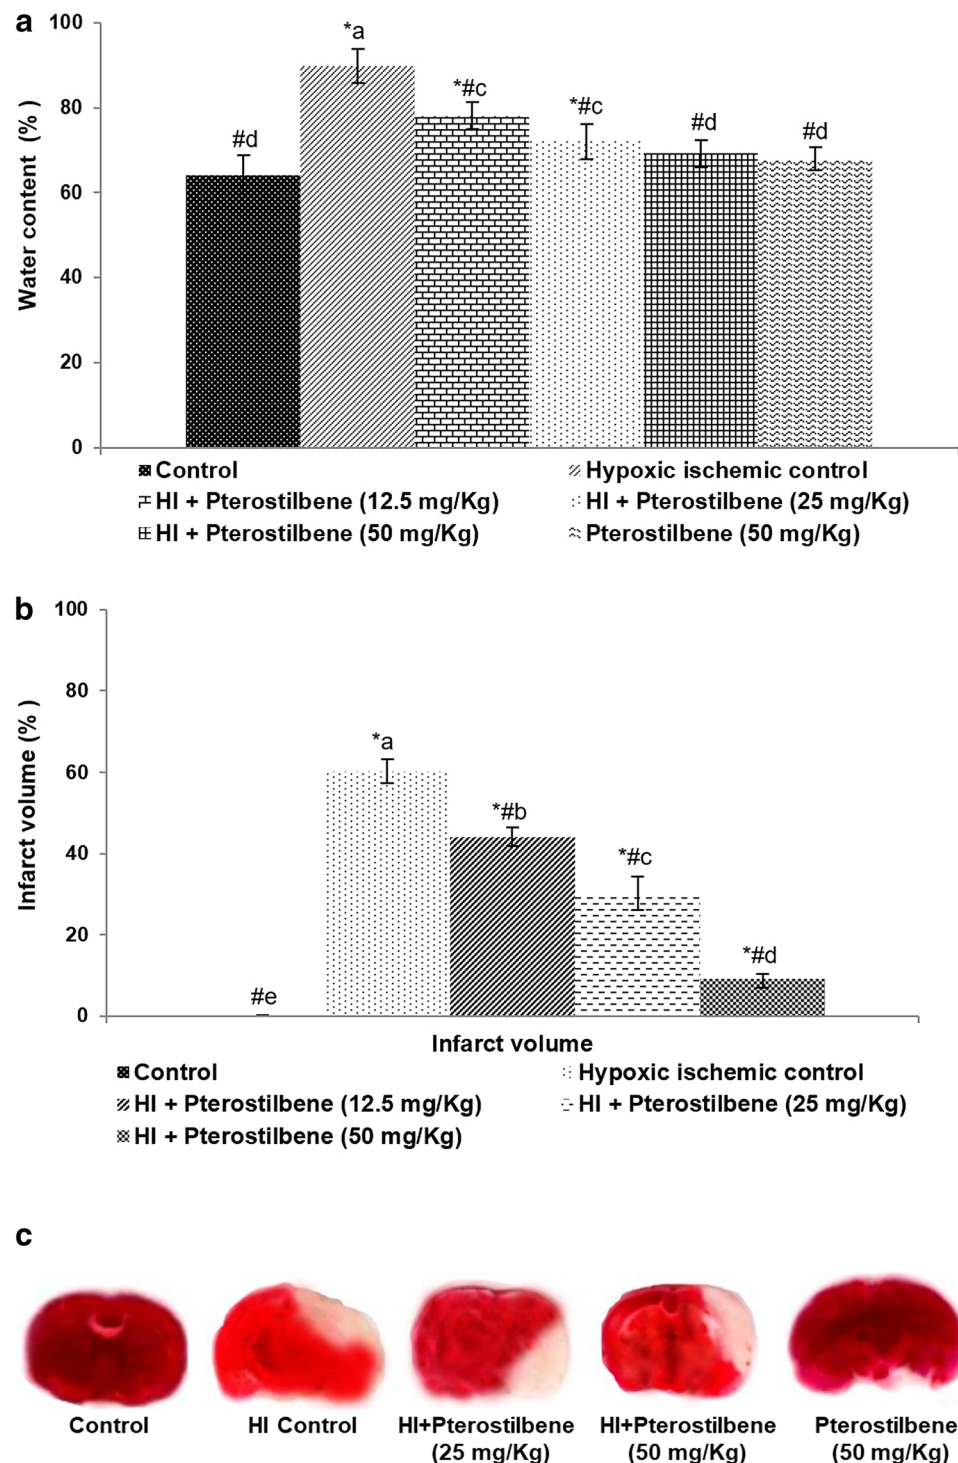 a
100
80
60
40
20
0
Water content (%)
#d
*a
*#c
*#c
#d
#d
Control
Hypoxic ischemic control
HI + Pterostilbene (12.5 mg/Kg)
HI + Pterostilbene (25 mg/Kg)
HI + Pterostilbene (50 mg/Kg)
Pterostilbene (50 mg/Kg)
b
100
80
60
40
20
0
Infarct volume (%)
#e
*a
*#b
*#c
*#d
Infarct volume
Control
Hypoxic ischemic control
HI + Pterostilbene (12.5 mg/Kg)
HI + Pterostilbene (25 mg/Kg)
HI + Pterostilbene (50 mg/Kg)
c
Control
HI Control
HI+Pterostilbene
(25 mg/Kg)
HI+Pterostilbene
(50 mg/Kg)
Pterostilbene
(50 mg/Kg)